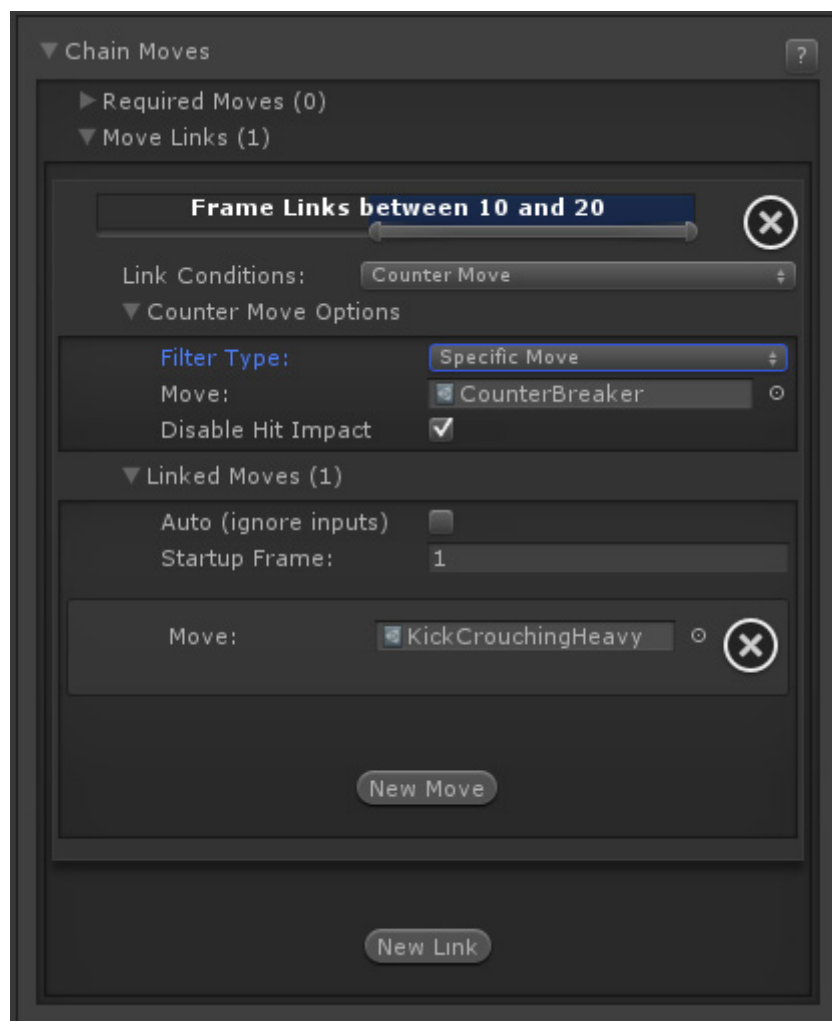 Chain Moves ?
Required Moves (0)
Move Links (1)
Frame Links between 10 and 20
Link Conditions: Counter Move
Counter Move Options
Filter Type: Specific Move
Move: CounterBreaker
Disable Hit Impact
Linked Moves (1)
Auto (ignore inputs)
Startup Frame: 1
Move: KickCrouchingHeavy
New Move
New Link